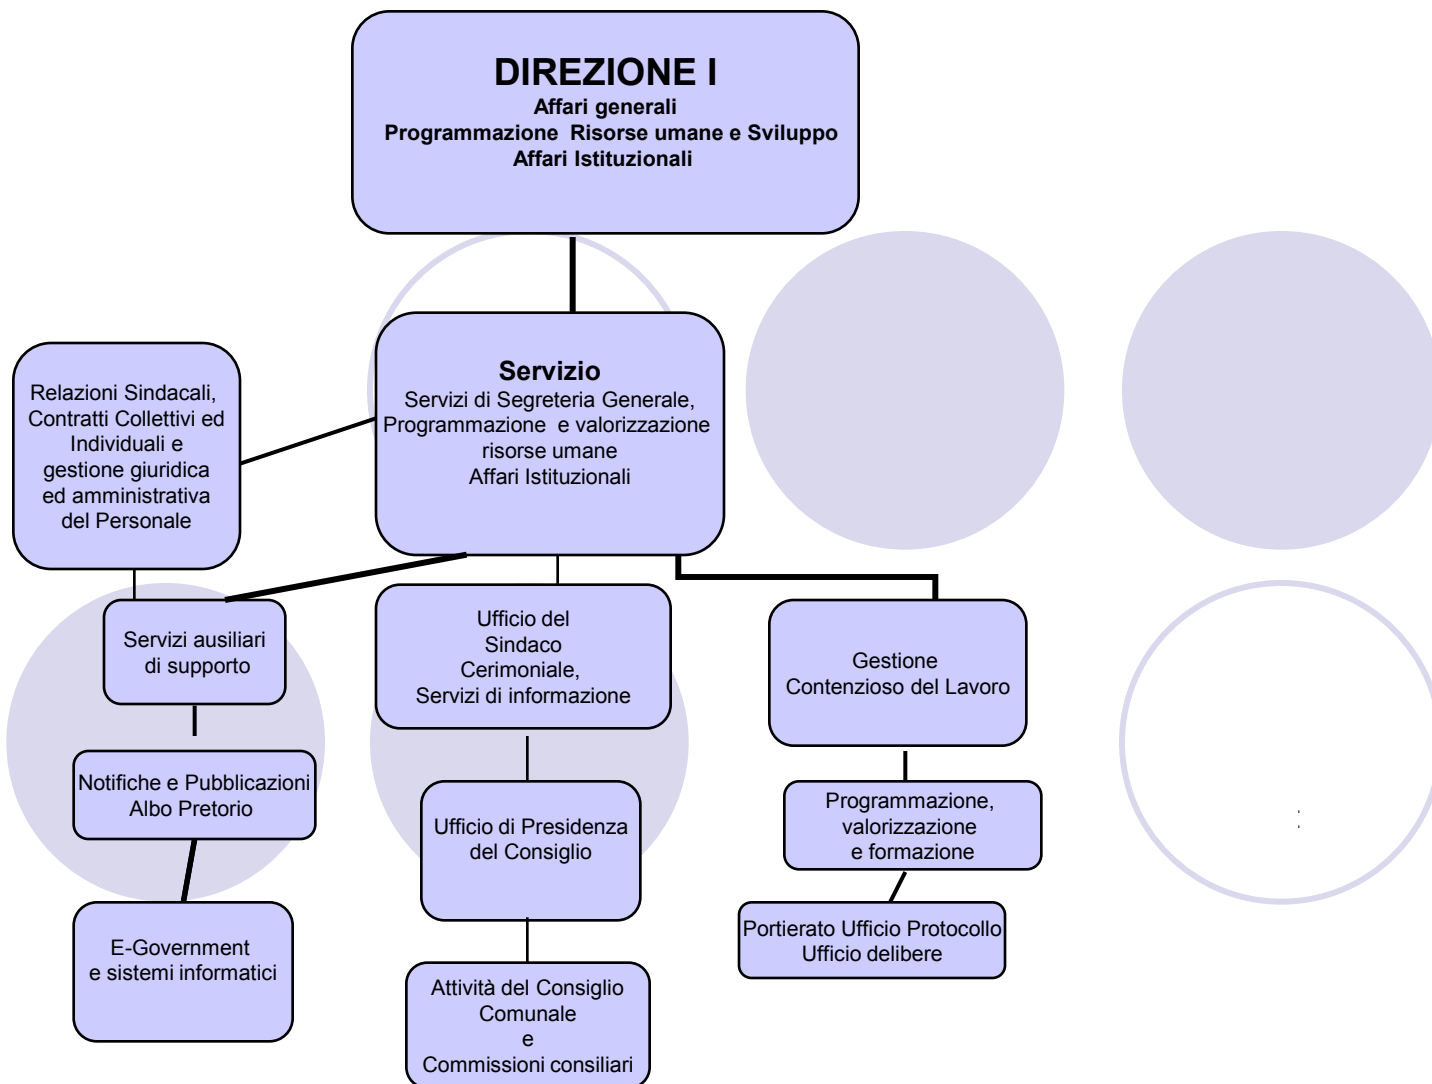 DIREZIONE I
Affari generali
Programmazione Risorse umane e Sviluppo
Affari Istituzionali
Servizio
Servizi di Segreteria Generale,
Programmazione e valorizzazione
risorse umane
Affari Istituzionali
Relazioni Sindacali,
Contratti Collettivi ed
Individuali e
gestione giuridica
ed amministrativa
del Personale
Servizi ausiliari
di supporto
Notifiche e Pubblicazioni
Albo Pretorio
E-Government
e sistemi informatici
Ufficio del
Sindaco
Cerimoniale,
Servizi di informazione
Ufficio di Presidenza
del Consiglio
Attività del Consiglio
Comunale
e
Commissioni consiliari
Gestione
Contenzioso del Lavoro
Programmazione,
valorizzazione
e formazione
Portierato Ufficio Protocollo
Ufficio delibere
: